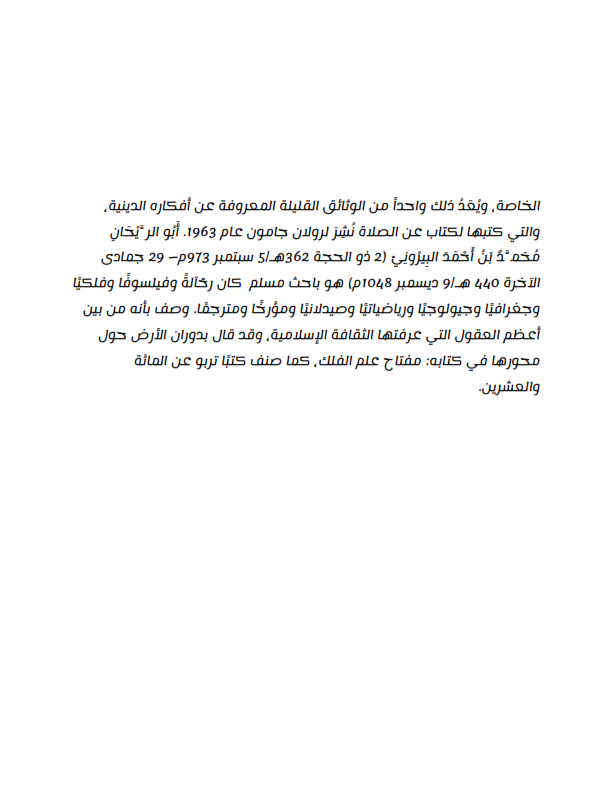 الخاصة، ويُعَدُ ذلك واحداً من الوثائق القليلة المعروفة عن أفكاره الدينية،
والتي كتبها لكتاب عن الصلاة نُشِرَ لرولان جامون عام 1963. أَبُو الر َّيْحَانِ
مُحَم َّدُ بْنُ أَحْمَدَ البِيرُونِيّ (2 ذو الحجة 362هـ/5 سبتمبر 973م– 29 جمادى
الآخرة 440 هـ/9 ديسمبر 1048م) هو باحث مسلم كان رحّآلةً وفيلسوفًا وفلكيًا
وجغرافيًا وجيولوجيًا ورياضياتيًا وصيدلانيًا ومؤرخًا ومترجمًا. وصف بأنه من بين
أعظم العقول التي عرفتها الثقافة الإسلامية، وقد قال بدوران الأرض حول
محورها في كتابه: مفتاح علم الفلك، كما صنف كتبًا تربو عن المائة
والعشرين.